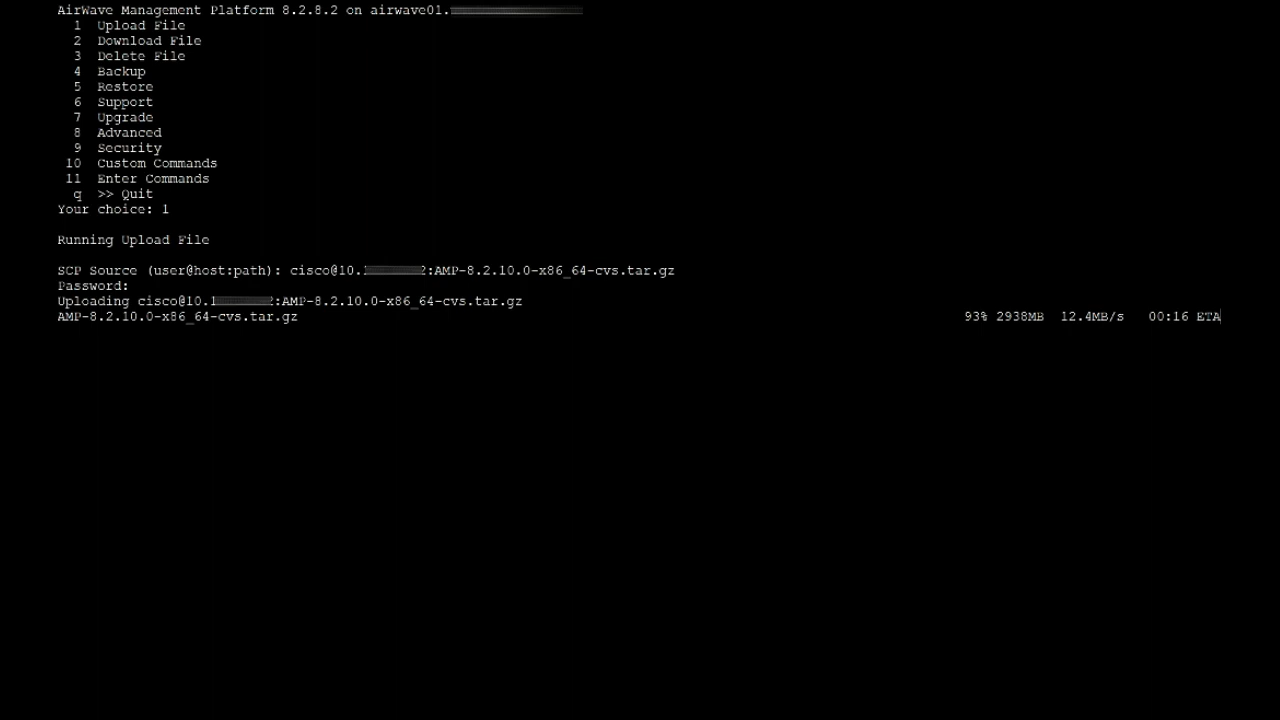 AirWave Management Platform 8.2.8.2 on airwave01.
1 Upload File
2 Download File
3 Delete File
4 Backup
5 Restore
6 Support
7 Upgrade
8 Advanced
9 Security
10 Custom Commands
11 Enter Commands
q >> Quit
Your choice: 1
Running Upload File
SCP Source (user@host:path): cisco@10. :AMP-8.2.10.0-x86_64-cvs.tar.gz
Password:
Uploading cisco@10.1 :AMP-8.2.10.0-x86_64-cvs.tar.gz
AMP-8.2.10.0-x86_64-cvs.tar.gz 93% 2938MB 12.4MB/s 00:16 ETA